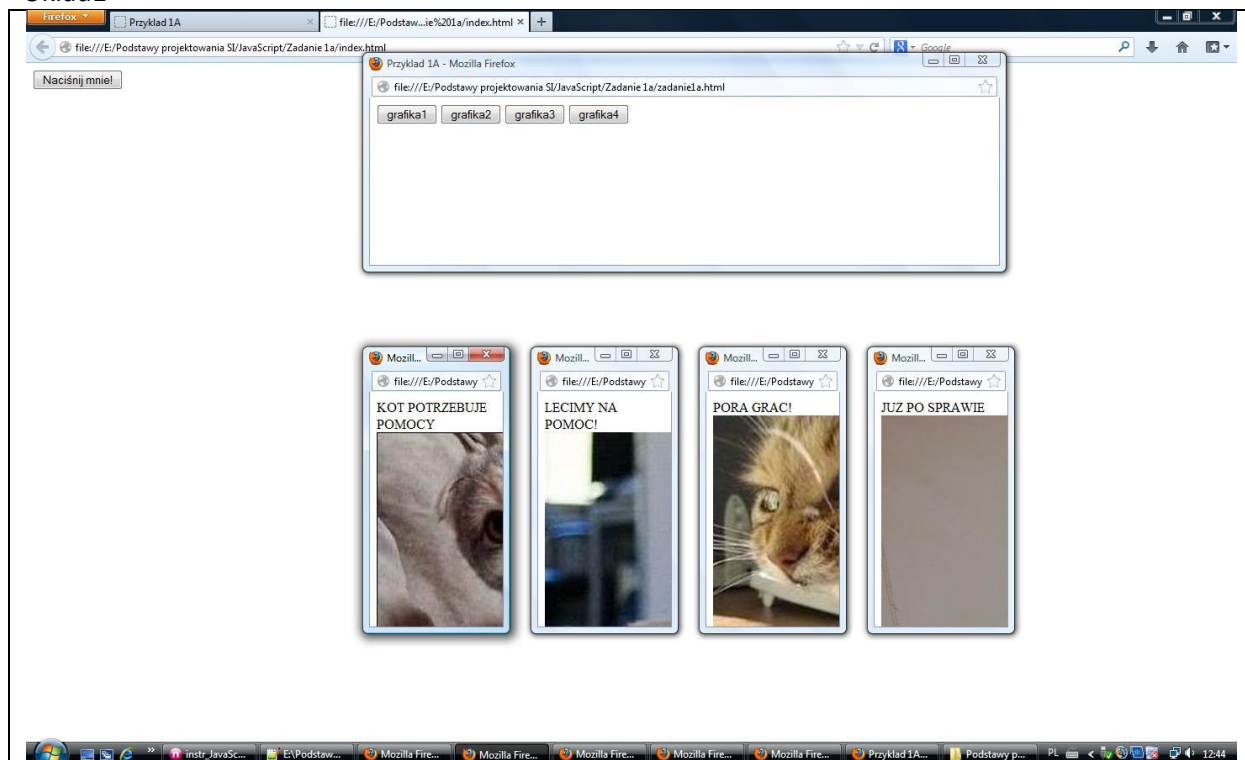 Układ2
Firefox
Przyklad 1A
file:///E:/Podstaw...ie%201a/index.html
file:///E:/Podstawy projektowania SI/JavaScript/Zadanie 1a/index.html
Google
Naciśnij mnie!
Przyklad 1A - Mozilla Firefox
file:///E:/Podstawy projektowania SI/JavaScript/Zadanie 1a/zadanie1a.html
grafika1 grafika2 grafika3 grafika4
Mozill... Mozill... Mozill... Mozill...
file:///E:/Podstawy file:///E:/Podstawy file:///E:/Podstawy file:///E:/Podstawy
KOT POTRZEBUJE
POMOCY
LECIMY NA
POMOC!
PORA GRAC!
JUZ PO SPRAWIE
instr_JavaSc... E:\Podstaw... Mozilla Fire... Mozilla Fire... Mozilla Fire... Mozilla Fire... Mozilla Fire... Przyklad 1A... Podstawy p... PL 12:44